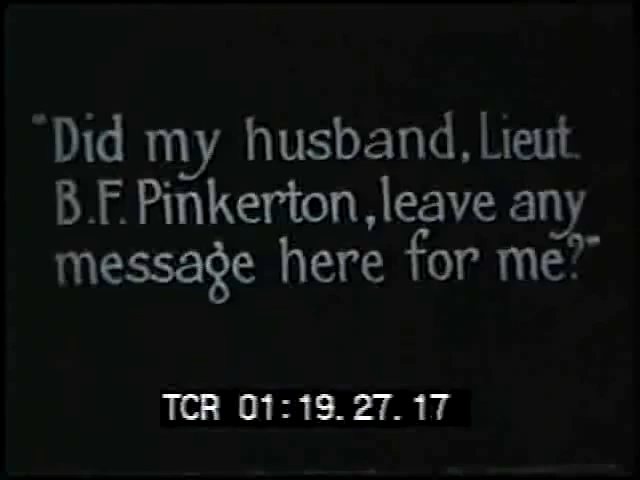 "Did my husband, Lieut.
B.F. Pinkerton, leave any
message here for me?"
TCR 01:19.27.17